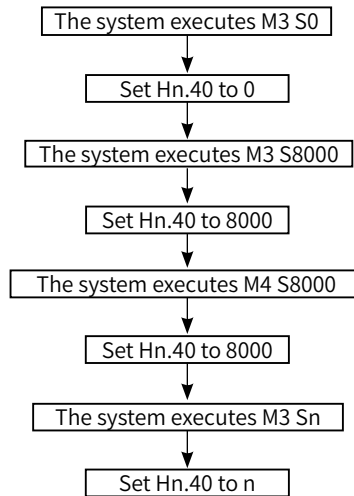 The system executes M3 S0
Set Hn.40 to 0
The system executes M3 S8000
Set Hn.40 to 8000
The system executes M4 S8000
Set Hn.40 to 8000
The system executes M3 Sn
Set Hn.40 to n